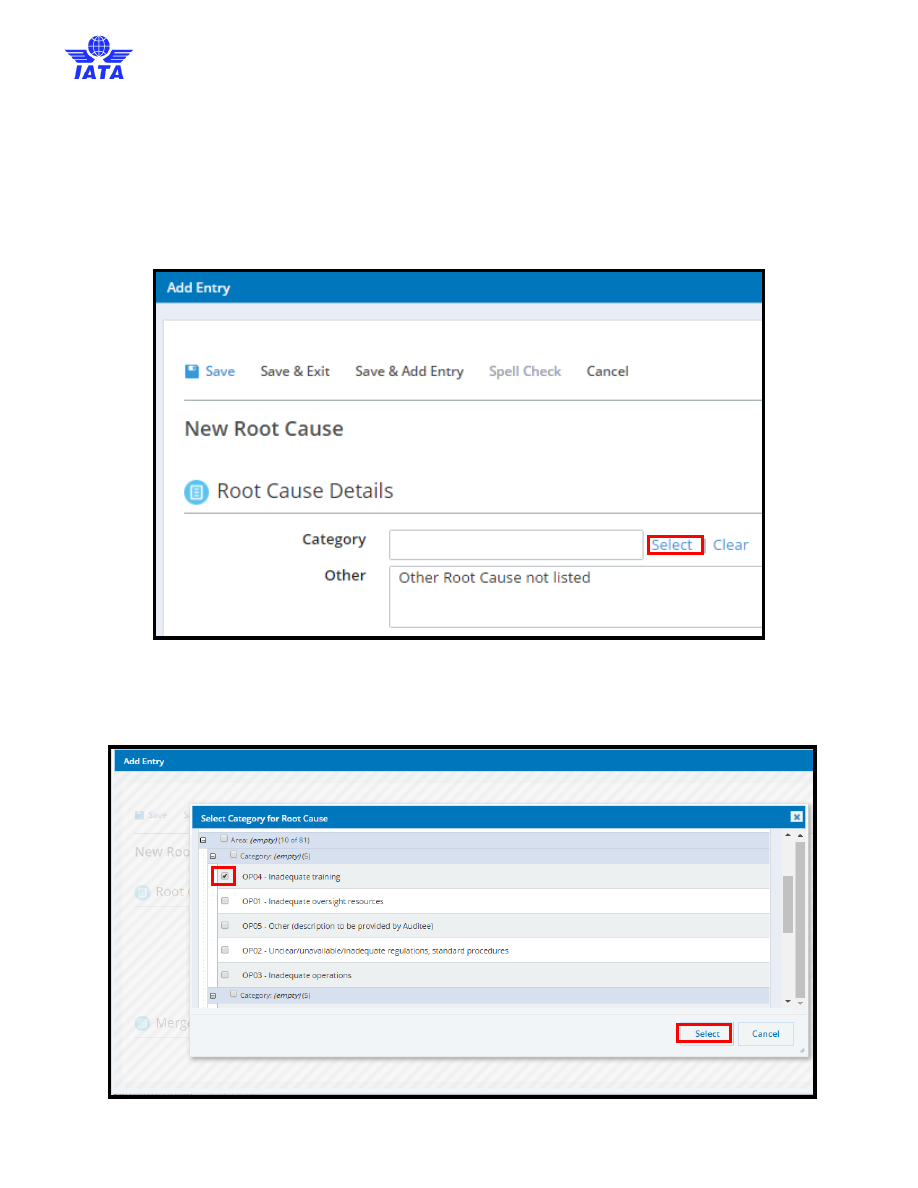 IATA
Add Entry
Save Save & Exit Save & Add Entry Spell Check Cancel
New Root Cause
Root Cause Details
Category Select | Clear
Other Other Root Cause not listed
Add Entry
Save S
Select Category for Root Cause
New Roo
Root C
Merge
Area: (empty) (10 of 81)
Category: (empty) (5)
OP04 - Inadequate training
OP01 - Inadequate oversight resources
OP05 - Other (description to be provided by Auditee)
OP02 - Unclear/unavailable/inadequate regulations, standard procedures
OP03 - Inadequate operations
Category: (empty) (5)
Select Cancel